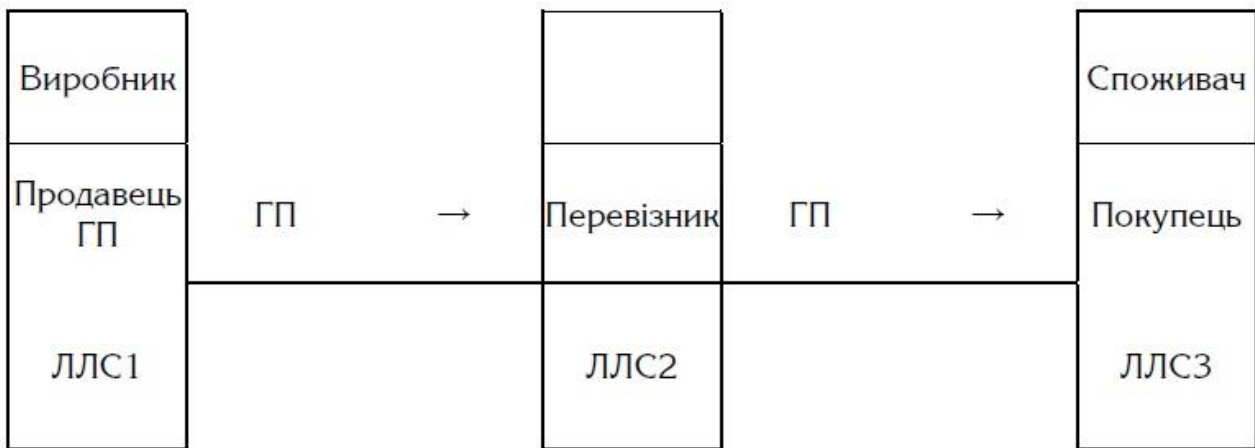 Виробник
Споживач
Продавець
ГП
ГП → Перевізник ГП → Покупець
ЛЛС1 ЛЛС2 ЛЛС3